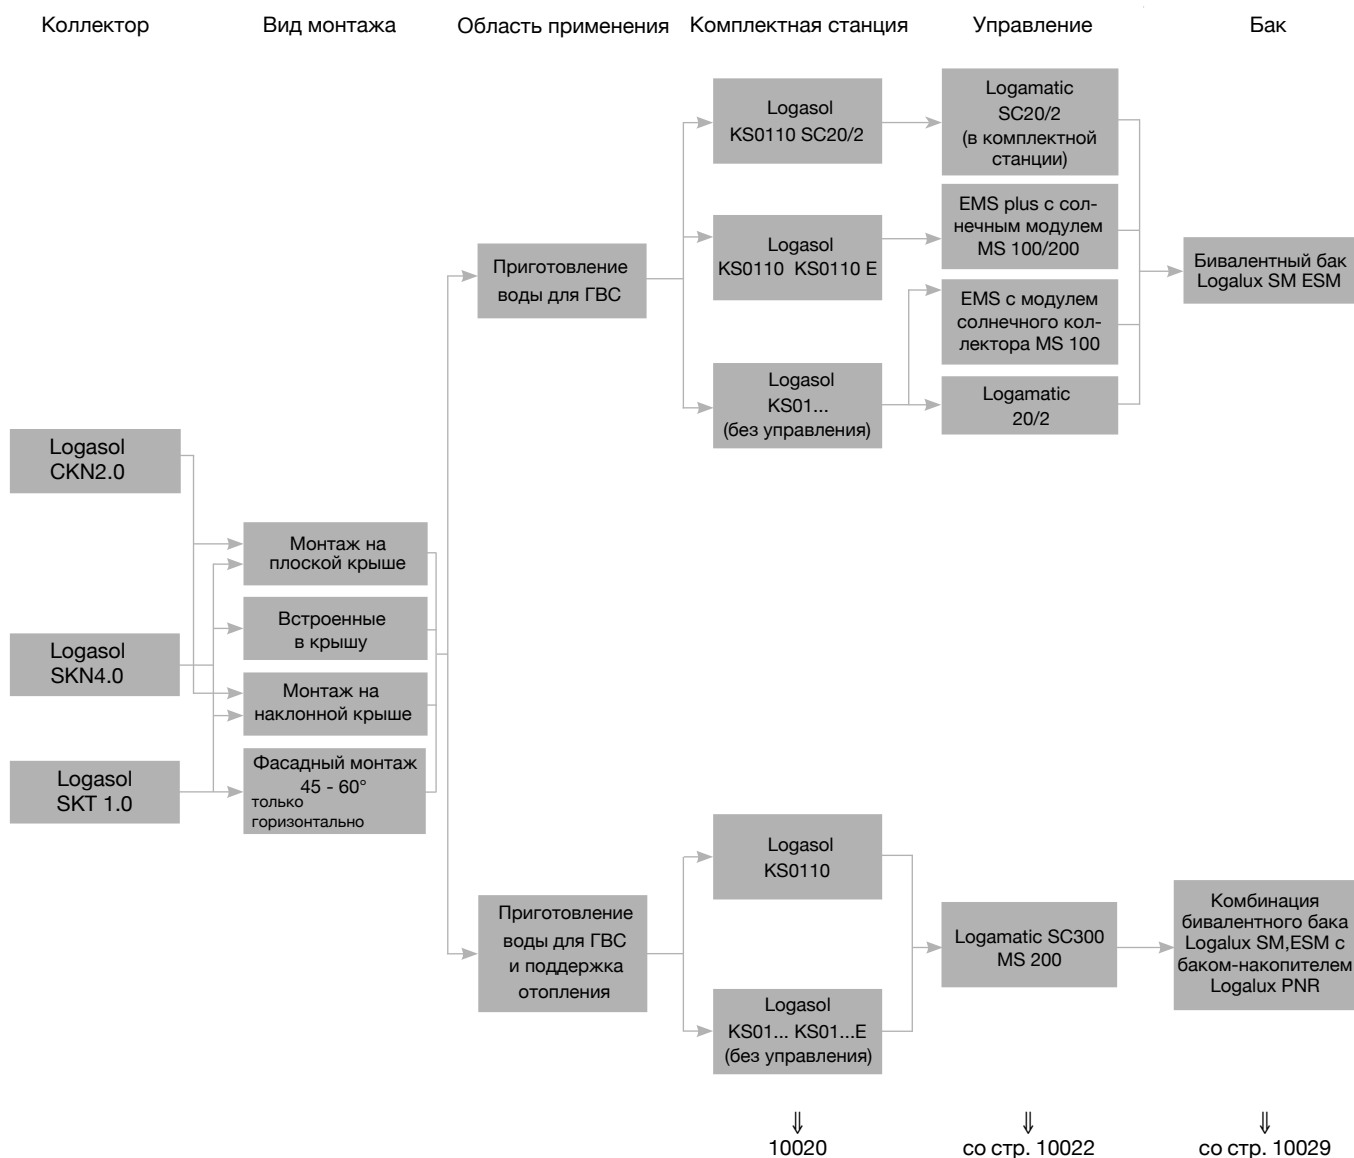 Коллектор
Вид монтажа
Область применения
Комплектная станция
Управление
Бак
Logasol
CKN2.0
Logasol
SKN4.0
Logasol
SKT 1.0
Монтаж на
плоской крыше
Встроенные
в крышу
Монтаж на
наклонной крыше
Фасадный монтаж
45 - 60°
только
горизонтально
Приготовление
воды для ГВС
Приготовление
воды для ГВС
и поддержка
отопления
Logasol
KS0110 SC20/2
Logasol
KS0110 KS0110 E
Logasol
KS01...
(без управления)
Logasol
KS0110
Logasol
KS01... KS01...E
(без управления)
Logamatic
SC20/2
(в комплектной
станции)
EMS plus с сол-
нечным модулем
MS 100/200
EMS с модулем
солнечного кол-
лектора MS 100
Logamatic
20/2
Logamatic SC300
MS 200
Бивалентный бак
Logalux SM ESM
Комбинация
бивалентного бака
Logalux SM,ESM с
баком-накопителем
Logalux PNR
⇓
10020
⇓
со стр. 10022
⇓
со стр. 10029